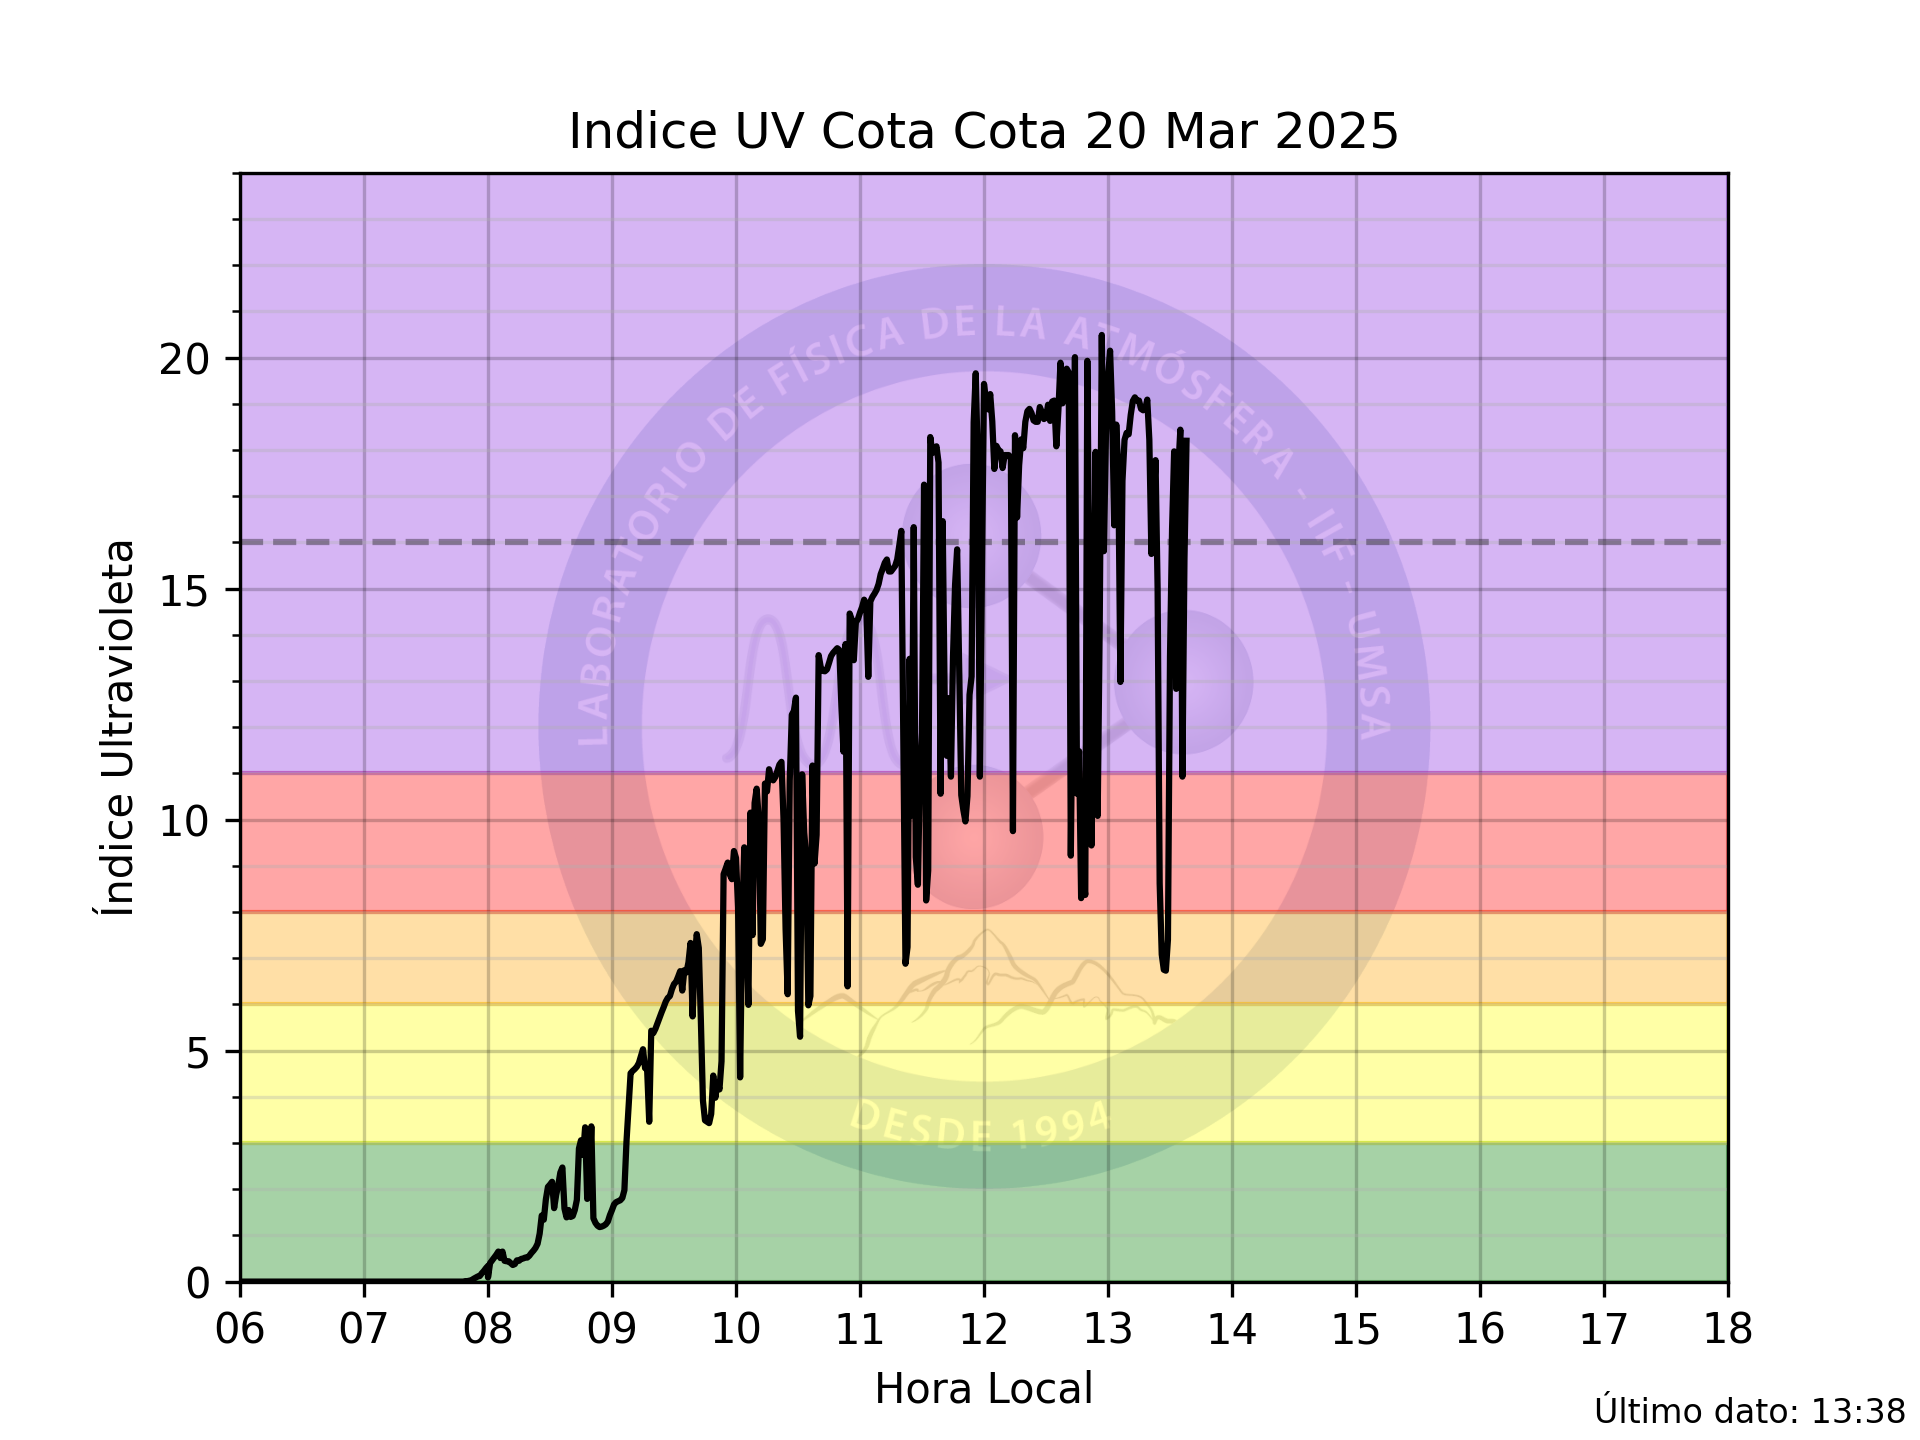 Indice UV Cota Cota 20 Mar 2025
Índice Ultravioleta
20
15
10
5
0
LABORATORIO DE FÍSICA DE LA ATMÓSFERA - IIF - UMSA
DESDE 1994
06 07 08 09 10 11 12 13 14 15 16 17 18
Hora Local
Último dato: 13:38